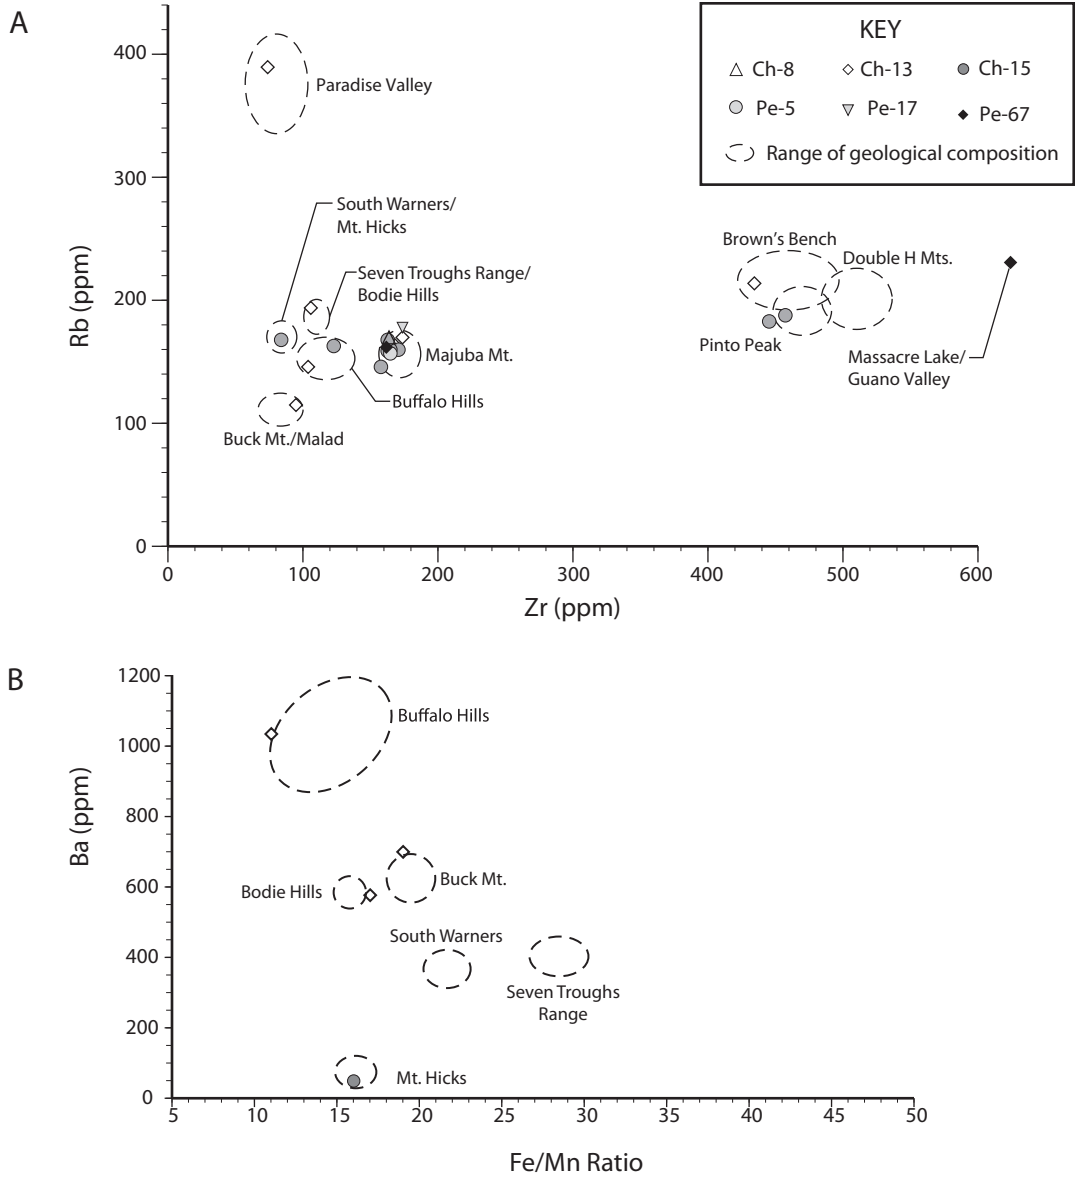 A
KEY
Ch-8
Ch-13
Ch-15
Pe-5
Pe-17
Pe-67
Range of geological composition
Rb (ppm)
400
300
200
100
0
Paradise Valley
South Warners/
Mt. Hicks
Seven Troughs Range/
Bodie Hills
Majuba Mt.
Buffalo Hills
Buck Mt./Malad
Brown's Bench
Double H Mts.
Pinto Peak
Massacre Lake/
Guano Valley
0
100
200
300
400
500
600
Zr (ppm)
B
Ba (ppm)
1200
1000
800
600
400
200
0
Buffalo Hills
Bodie Hills
Buck Mt.
South Warners
Seven Troughs
Range
Mt. Hicks
5
10
15
20
25
30
35
40
45
50
Fe/Mn Ratio